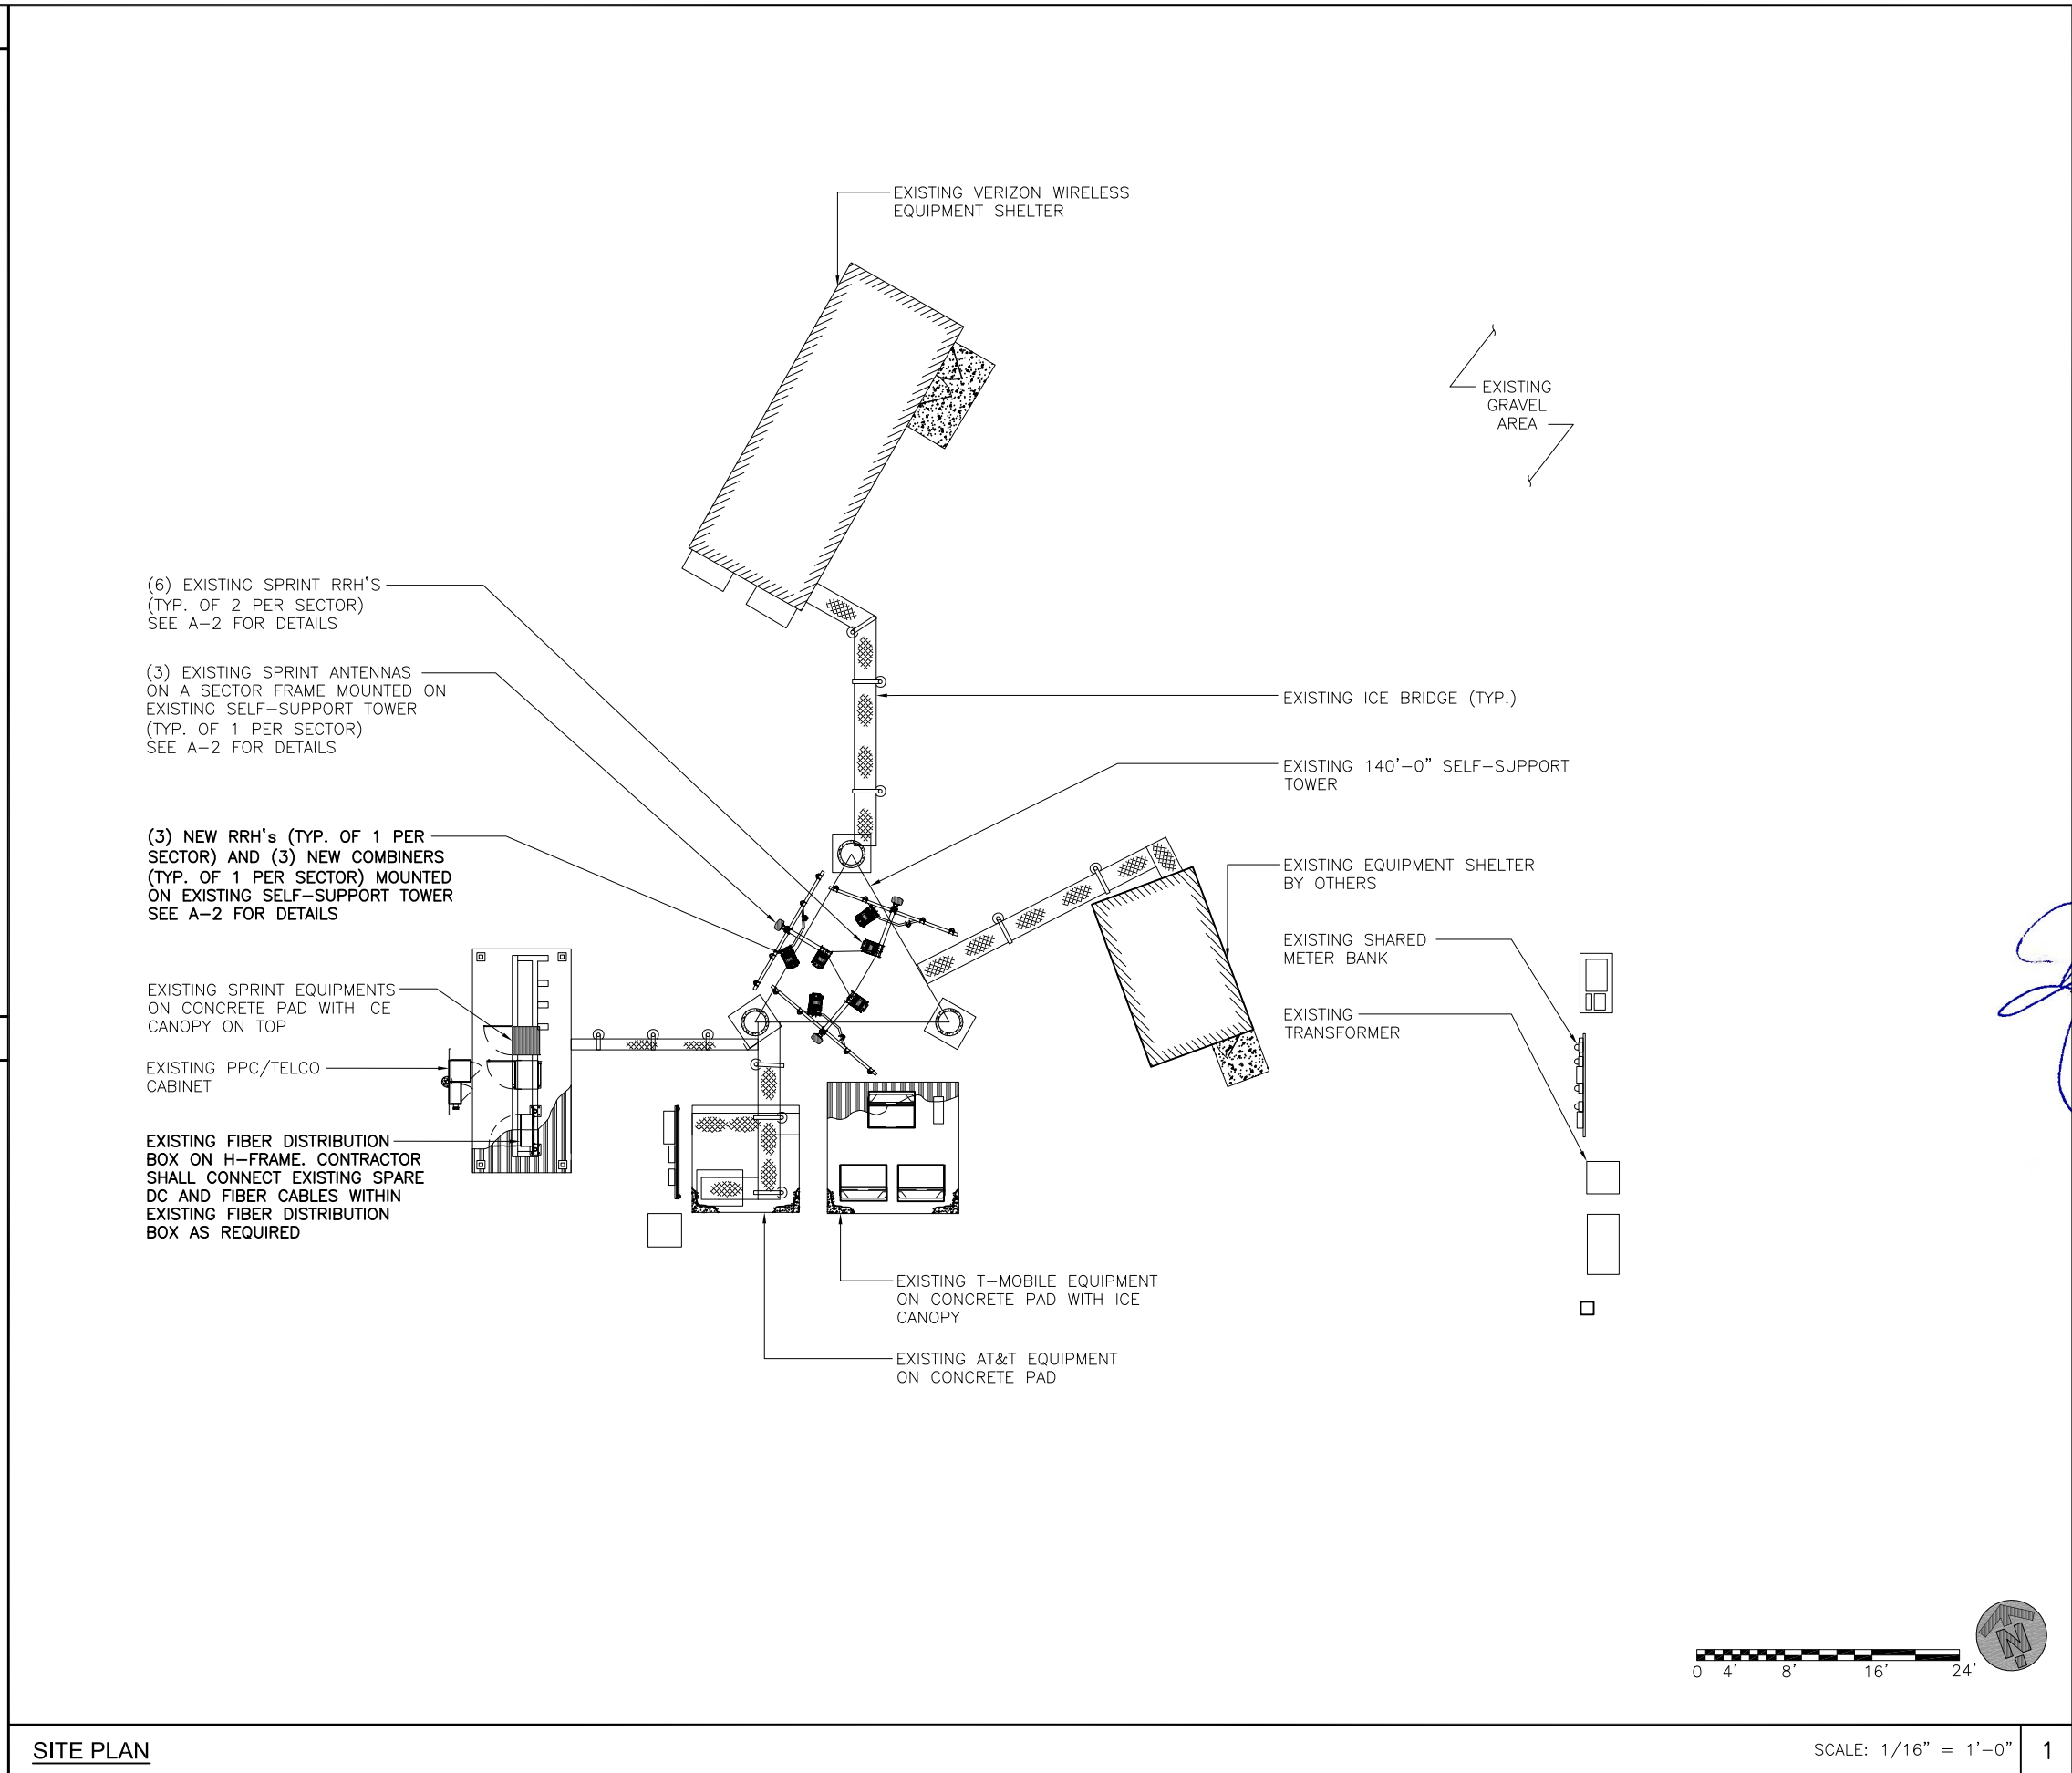 EXISTING VERIZON WIRELESS
EQUIPMENT SHELTER
EXISTING
GRAVEL
AREA
(6) EXISTING SPRINT RRH'S
(TYP. OF 2 PER SECTOR)
SEE A-2 FOR DETAILS
(3) EXISTING SPRINT ANTENNAS
ON A SECTOR FRAME MOUNTED ON
EXISTING SELF-SUPPORT TOWER
(TYP. OF 1 PER SECTOR)
SEE A-2 FOR DETAILS
(3) NEW RRH's (TYP. OF 1 PER
SECTOR) AND (3) NEW COMBINERS
(TYP. OF 1 PER SECTOR) MOUNTED
ON EXISTING SELF-SUPPORT TOWER
SEE A-2 FOR DETAILS
EXISTING SPRINT EQUIPMENTS
ON CONCRETE PAD WITH ICE
CANOPY ON TOP
EXISTING PPC/TELCO
CABINET
EXISTING FIBER DISTRIBUTION
BOX ON H-FRAME. CONTRACTOR
SHALL CONNECT EXISTING SPARE
DC AND FIBER CABLES WITHIN
EXISTING FIBER DISTRIBUTION
BOX AS REQUIRED
EXISTING ICE BRIDGE (TYP.)
EXISTING 140'-0" SELF-SUPPORT
TOWER
EXISTING EQUIPMENT SHELTER
BY OTHERS
EXISTING SHARED
METER BANK
EXISTING
TRANSFORMER
EXISTING T-MOBILE EQUIPMENT
ON CONCRETE PAD WITH ICE
CANOPY
EXISTING AT&T EQUIPMENT
ON CONCRETE PAD
0 4' 8' 16' 24'
N
SITE PLAN
SCALE: 1/16" = 1'-0"
1